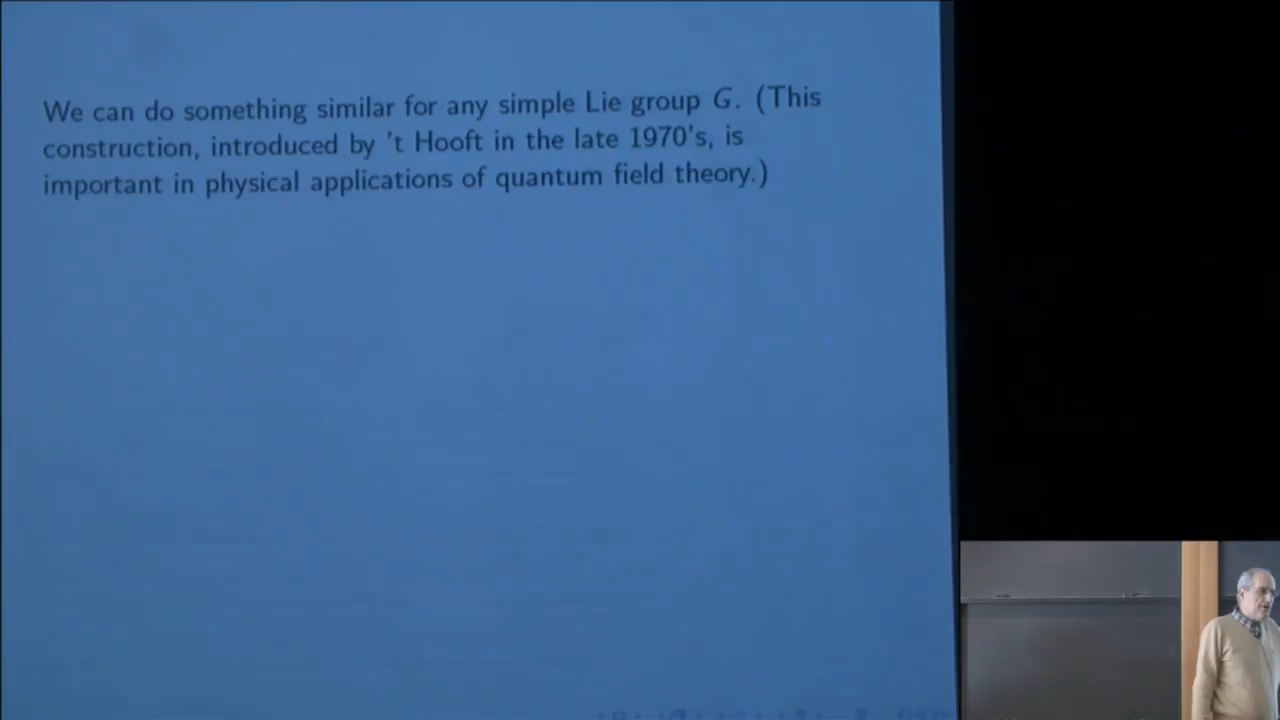 We can do something similar for any simple Lie group G. (This
construction, introduced by 't Hooft in the late 1970's, is
important in physical applications of quantum field theory.)